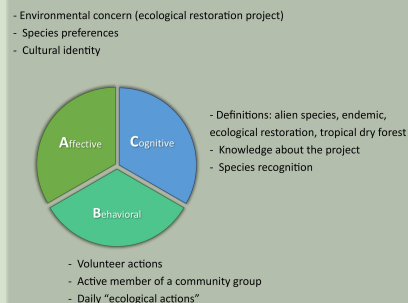 - Environmental concern (ecological restoration project)
- Species preferences
- Cultural identity
Affective
Cognitive
- Definitions: alien species, endemic,
ecological restoration, tropical dry forest
- Knowledge about the project
- Species recognition
Behavioral
- Volunteer actions
- Active member of a community group
- Daily "ecological actions"